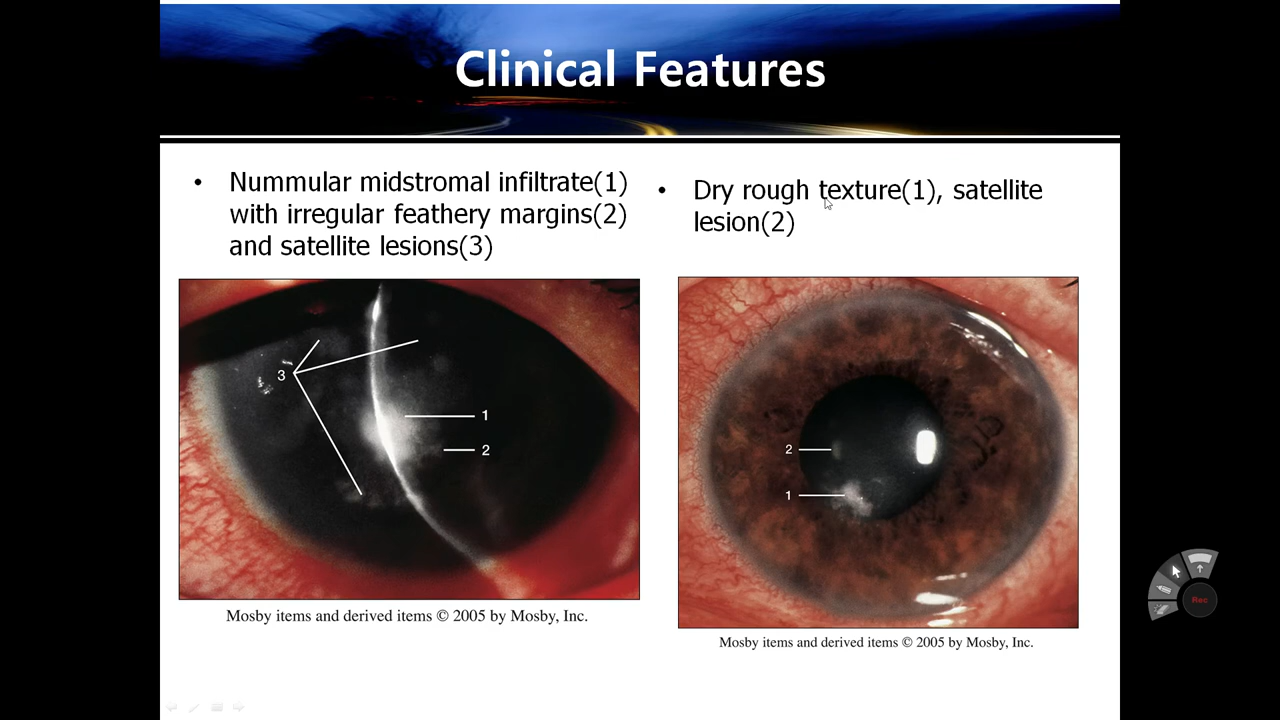 Clinical Features
• Nummular midstromal infiltrate(1)
with irregular feathery margins(2)
and satellite lesions(3)
• Dry rough texture(1), satellite
lesion(2)
3
1
2
Mosby items and derived items © 2005 by Mosby, Inc.
2
1
Mosby items and derived items © 2005 by Mosby, Inc.
Rec